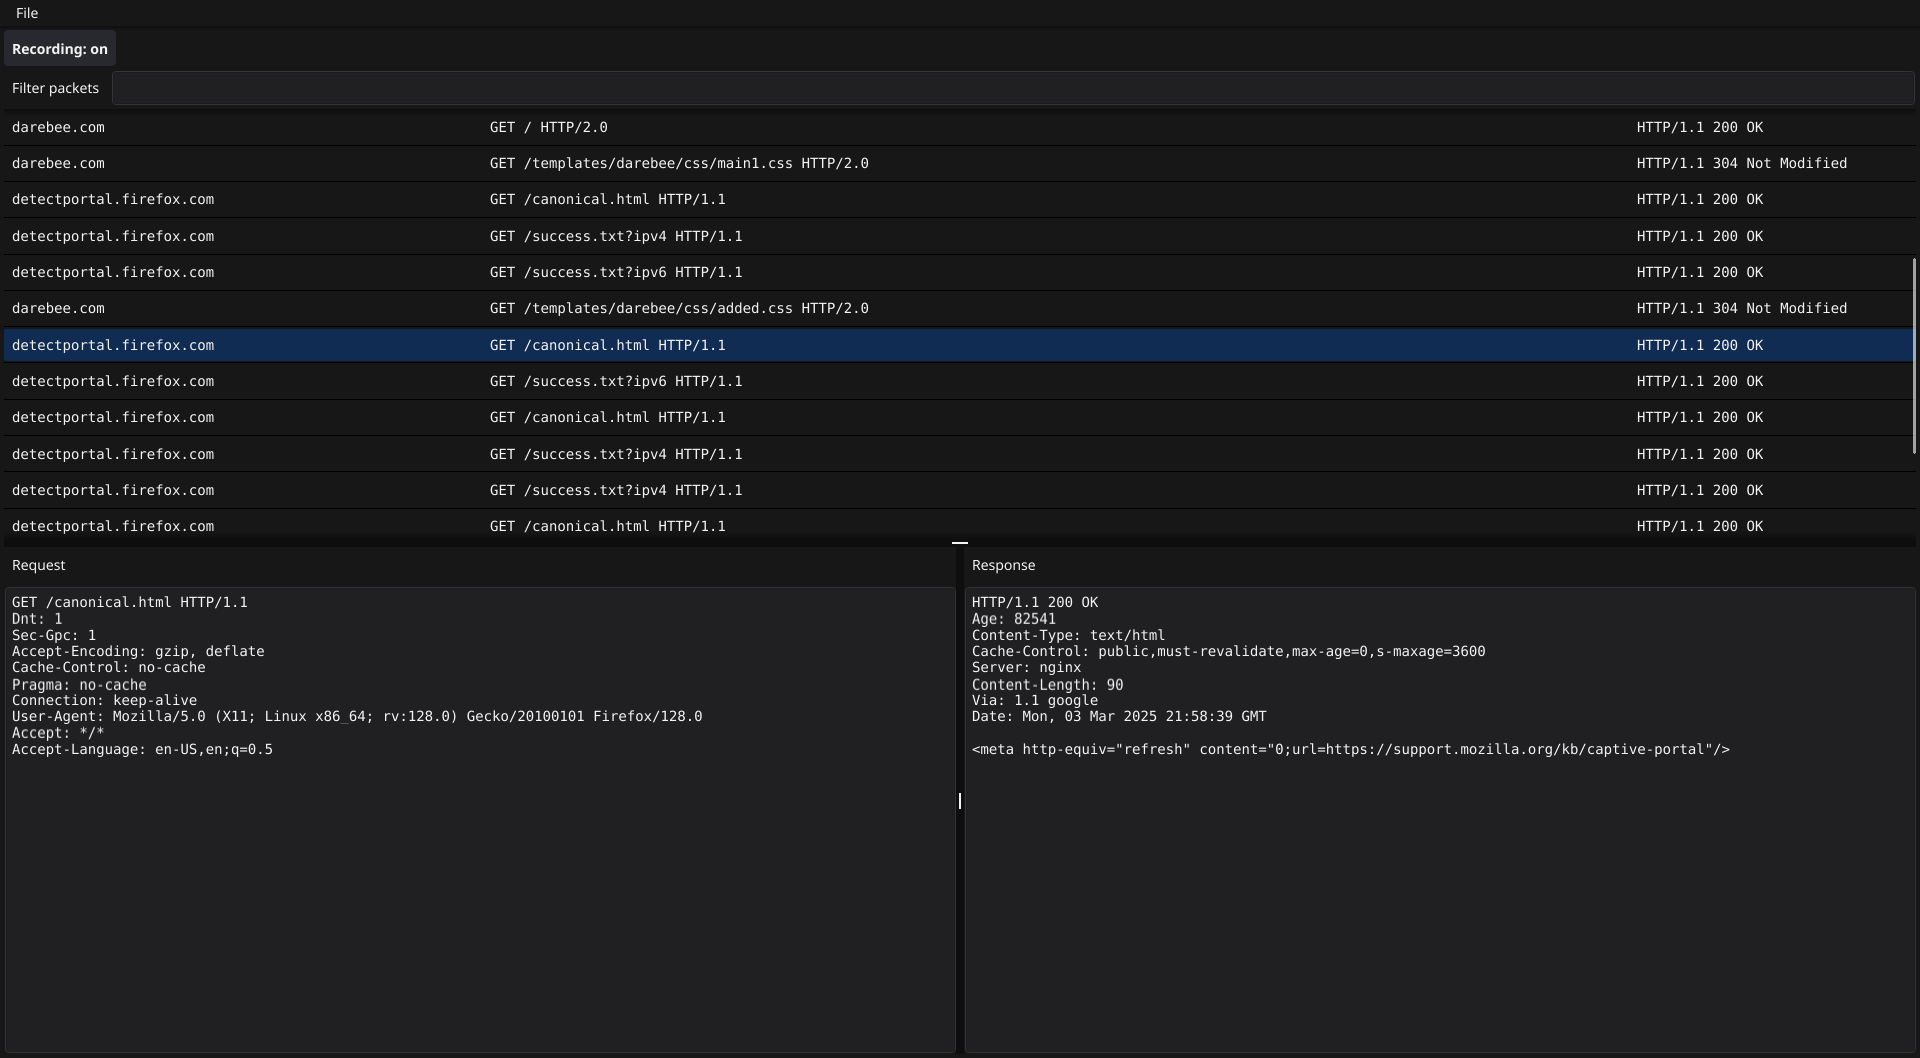 File
Recording: on
Filter packets
darebee.com GET / HTTP/2.0 HTTP/1.1 200 OK
darebee.com GET /templates/darebee/css/main1.css HTTP/2.0 HTTP/1.1 304 Not Modified
detectportal.firefox.com GET /canonical.html HTTP/1.1 HTTP/1.1 200 OK
detectportal.firefox.com GET /success.txt?ipv4 HTTP/1.1 HTTP/1.1 200 OK
detectportal.firefox.com GET /success.txt?ipv6 HTTP/1.1 HTTP/1.1 200 OK
darebee.com GET /templates/darebee/css/added.css HTTP/2.0 HTTP/1.1 304 Not Modified
detectportal.firefox.com GET /canonical.html HTTP/1.1 HTTP/1.1 200 OK
detectportal.firefox.com GET /success.txt?ipv6 HTTP/1.1 HTTP/1.1 200 OK
detectportal.firefox.com GET /canonical.html HTTP/1.1 HTTP/1.1 200 OK
detectportal.firefox.com GET /success.txt?ipv4 HTTP/1.1 HTTP/1.1 200 OK
detectportal.firefox.com GET /success.txt?ipv4 HTTP/1.1 HTTP/1.1 200 OK
detectportal.firefox.com GET /canonical.html HTTP/1.1 HTTP/1.1 200 OK
Request
GET /canonical.html HTTP/1.1
Dnt: 1
Sec-Gpc: 1
Accept-Encoding: gzip, deflate
Cache-Control: no-cache
Pragma: no-cache
Connection: keep-alive
User-Agent: Mozilla/5.0 (X11; Linux x86_64; rv:128.0) Gecko/20100101 Firefox/128.0
Accept: */*
Accept-Language: en-US,en;q=0.5
Response
HTTP/1.1 200 OK
Age: 82541
Content-Type: text/html
Cache-Control: public,must-revalidate,max-age=0,s-maxage=3600
Server: nginx
Content-Length: 90
Via: 1.1 google
Date: Mon, 03 Mar 2025 21:58:39 GMT
<meta http-equiv="refresh" content="0;url=https://support.mozilla.org/kb/captive-portal"/>